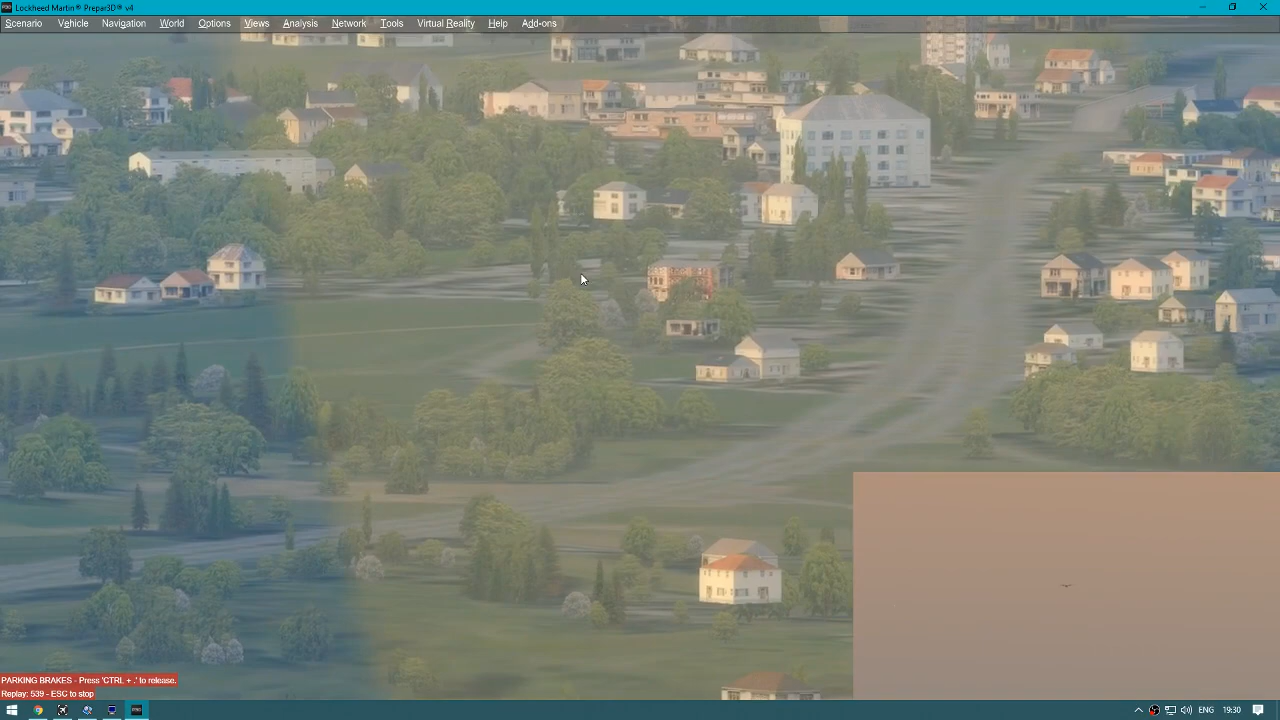 Lockheed Martin® Prepar3D® v4
Scenario Vehicle Navigation World Options Views Analysis Network Tools Virtual Reality Help Add-ons
PARKING BRAKES - Press 'CTRL + .' to release.
Replay: 539 - ESC to stop
ENG 19:30